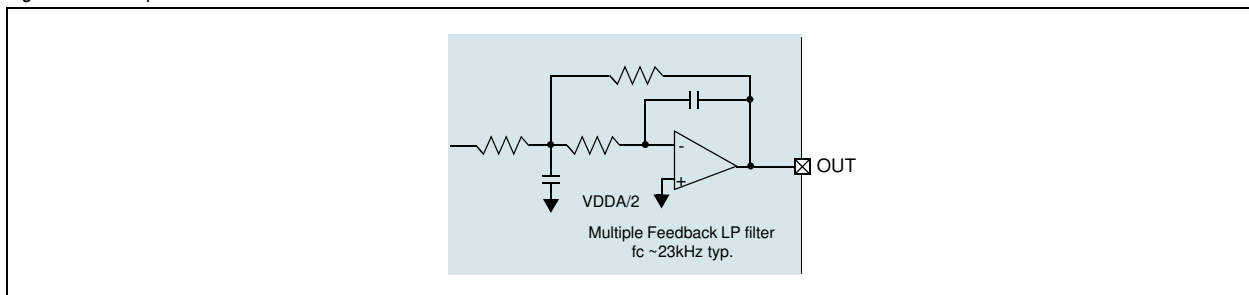 -
+
OUT
VDDA/2
Multiple Feedback LP filter
fc ~23kHz typ.